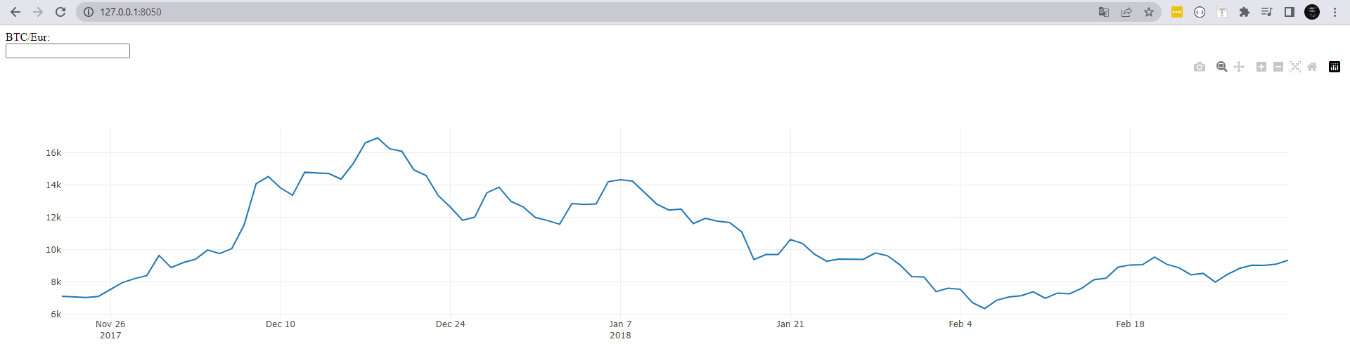 127.0.0.1:8050
BTC/Eur:
16k
14k
12k
10k
8k
6k
Nov 26 Dec 10 Dec 24 Jan 7 Jan 21 Feb 4 Feb 18
2017 2018